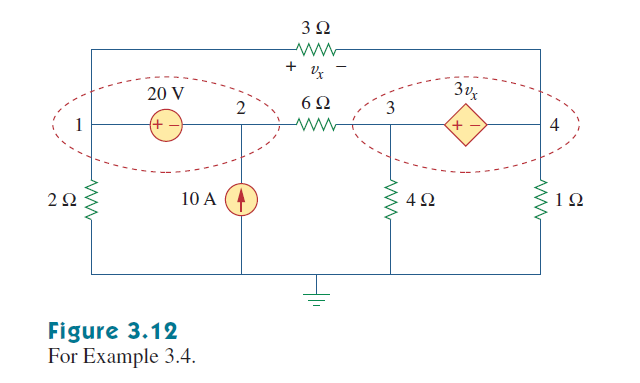 3 Ω
+ vx −
20 V
3vx
1
+ −
2
6 Ω
3
+ −
4
2 Ω
10 A
4 Ω
1 Ω
Figure 3.12
For Example 3.4.